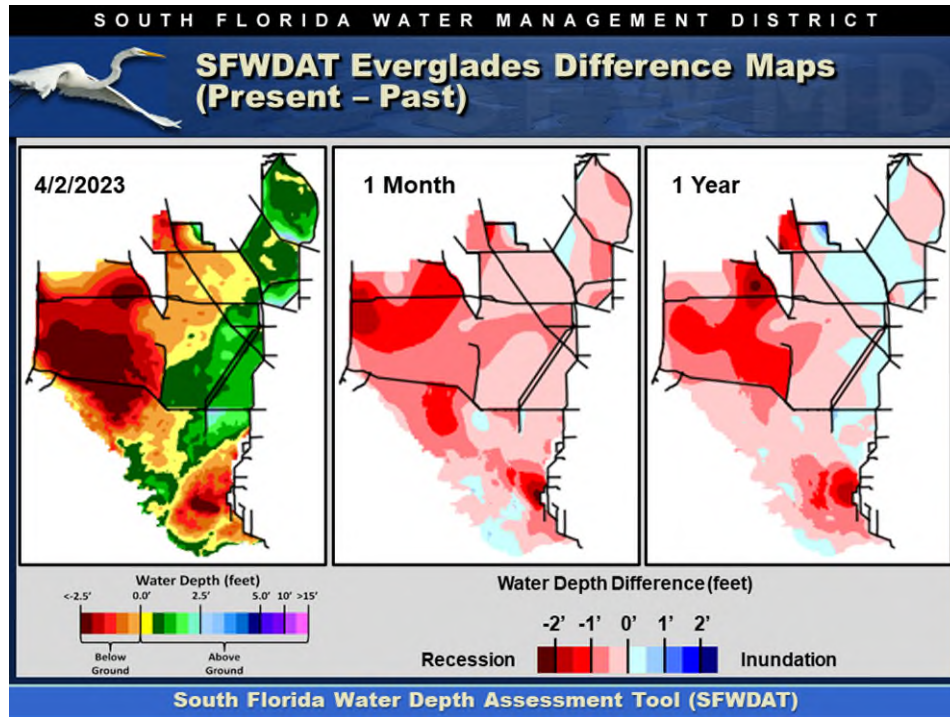 SOUTH FLORIDA WATER MANAGEMENT DISTRICT
SFWDAT Everglades Difference Maps
(Present – Past)
4/2/2023
1 Month
1 Year
Water Depth (feet)
<-2.5' 0.0' 2.5' 5.0' 10' >15'
Below Ground
Above Ground
Water Depth Difference (feet)
-2' -1' 0' 1' 2'
Recession
Inundation
South Florida Water Depth Assessment Tool (SFWDAT)